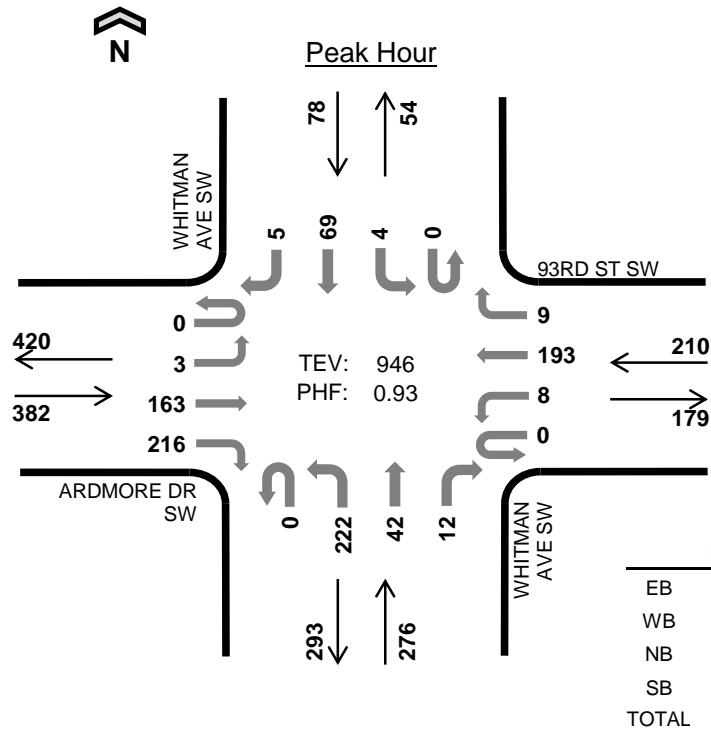 N
Peak Hour
78
54
WHITMAN
AVE SW
5
69
4
0
93RD ST SW
0
9
420
3
TEV: 946
193
210
382
163
PHF: 0.93
8
179
216
0
ARDMORE DR
SW
0
222
42
12
WHITMAN
AVE SW
293
276
EB
WB
NB
SB
TOTAL